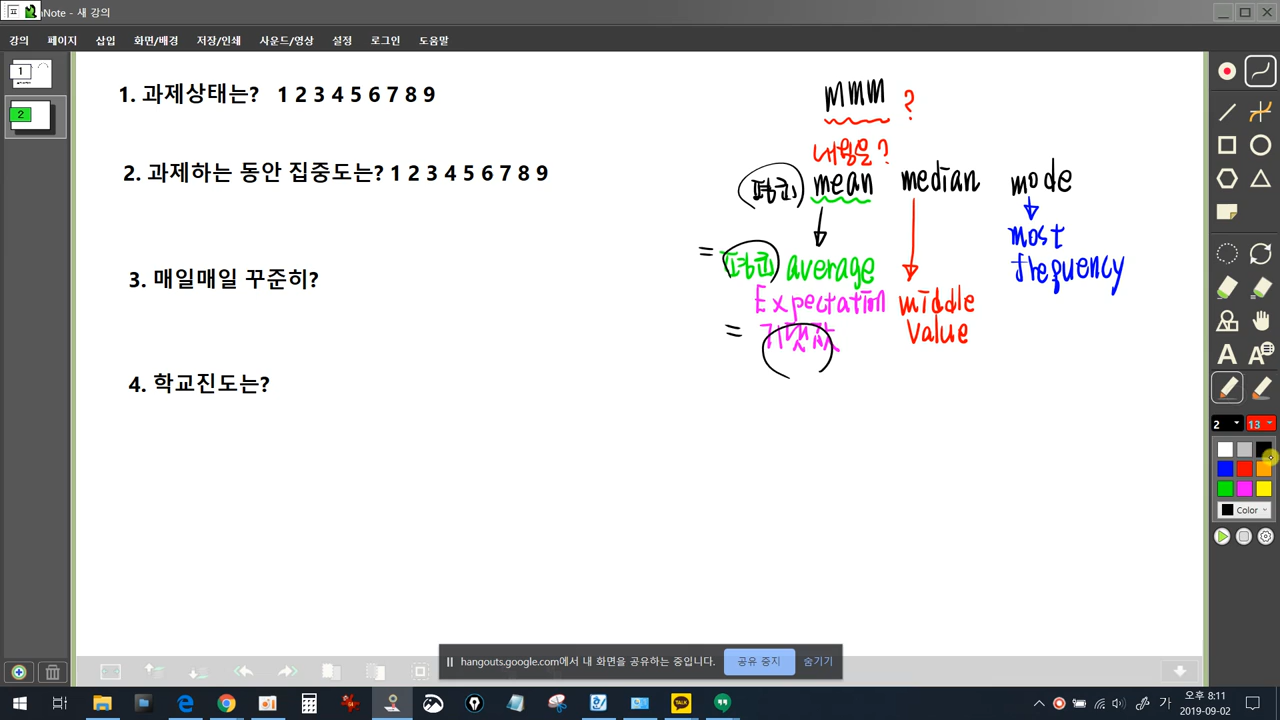 nNote - 새 강의
강의 페이지 삽입 화면/배경 저장/인쇄 사운드/영상 설정 로그인 도움말
1
2
1. 과제상태는? 1 2 3 4 5 6 7 8 9
2. 과제하는 동안 집중도는? 1 2 3 4 5 6 7 8 9
3. 매일매일 꾸준히?
4. 학교진도는?
MMM ?
내용은?
평균 mean median mode
= 평균 average
Expectation
= 기댓값
middle
value
most
frequency
A A
2 13
Color
hangouts.google.com에서 내 화면을 공유하는 중입니다. 공유 중지 숨기기
TALK
가
오후 8:11
2019-09-02